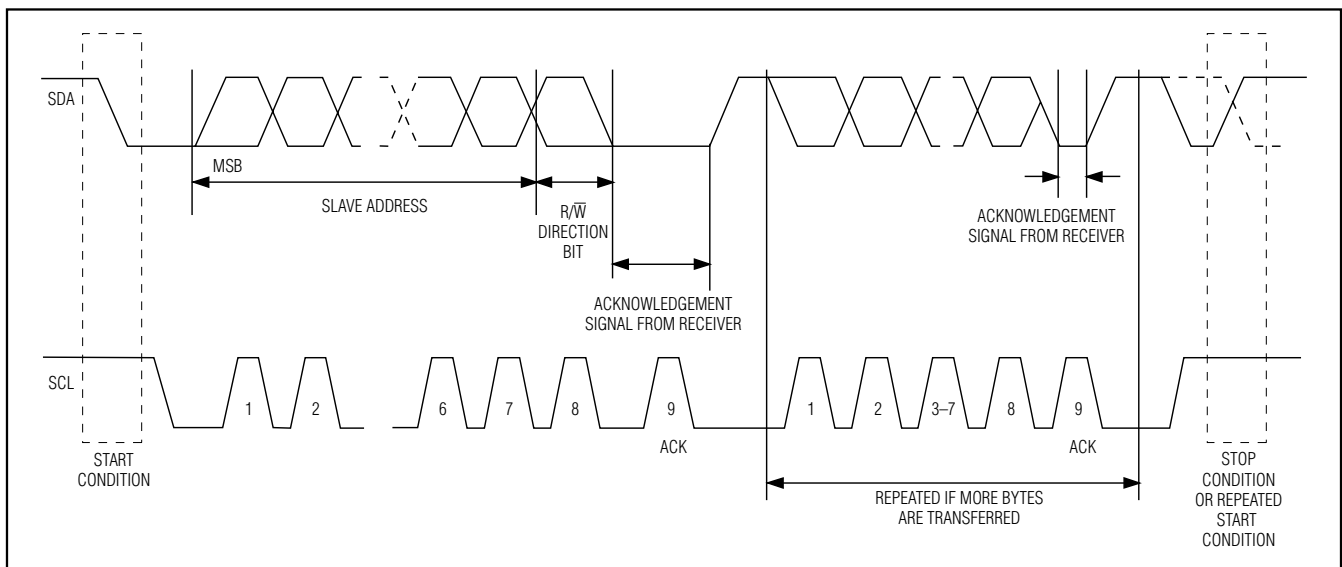 SDA
MSB
SLAVE ADDRESS
R/W̅
DIRECTION
BIT
ACKNOWLEDGEMENT
SIGNAL FROM RECEIVER
ACKNOWLEDGEMENT
SIGNAL FROM RECEIVER
SCL
1 2 6 7 8 9 1 2 3–7 8 9
ACK ACK
START
CONDITION
REPEATED IF MORE BYTES
ARE TRANSFERRED
STOP
CONDITION
OR REPEATED
START
CONDITION